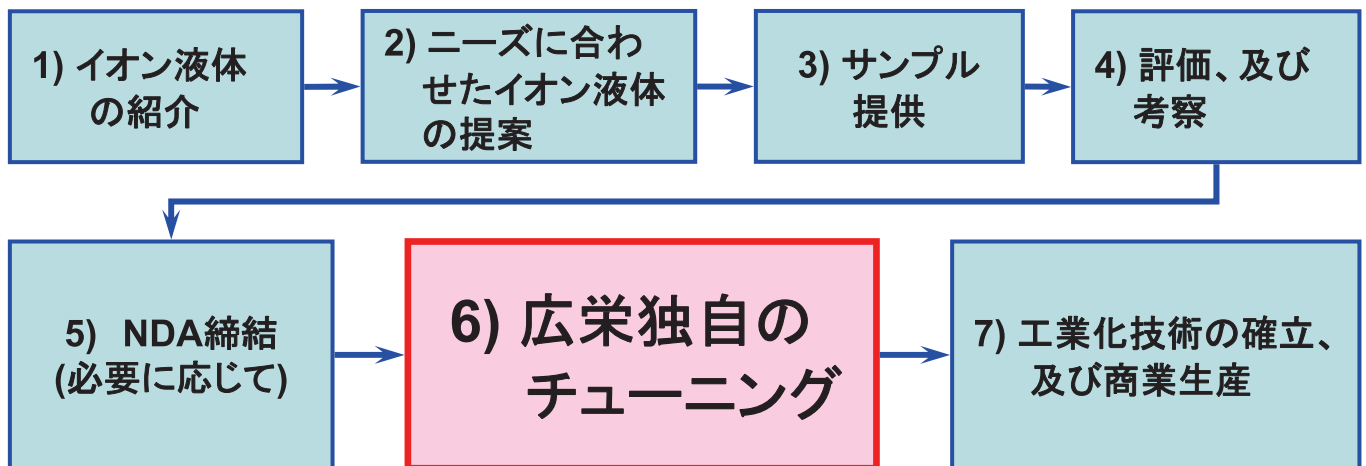 1) イオン液体
の紹介
2) ニーズに合わ
せたイオン液体
の提案
3) サンプル
提供
4) 評価、及び
考察
5) NDA締結
(必要に応じて)
6) 広栄独自の
チューニング
7) 工業化技術の確立、
及び商業生産